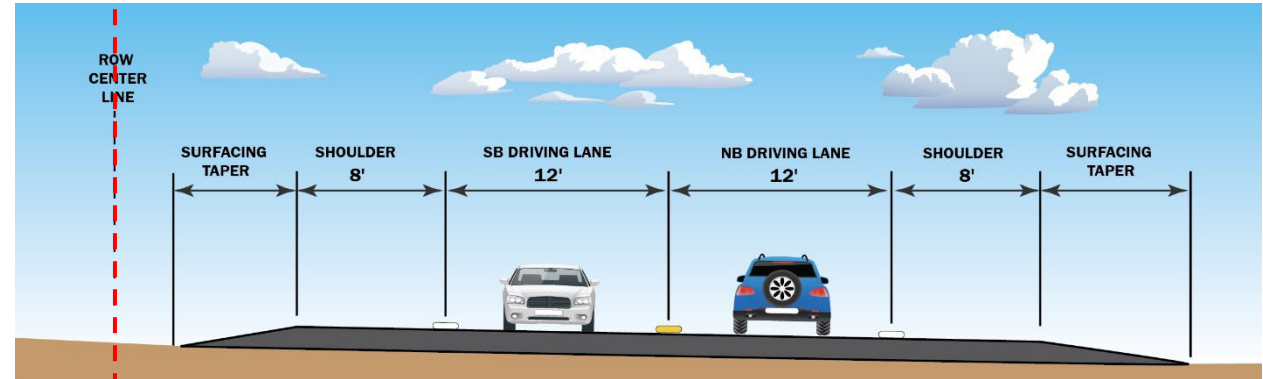 ROW
CENTER
LINE
SURFACING
TAPER
SHOULDER
8'
SB DRIVING LANE
12'
NB DRIVING LANE
12'
SHOULDER
8'
SURFACING
TAPER